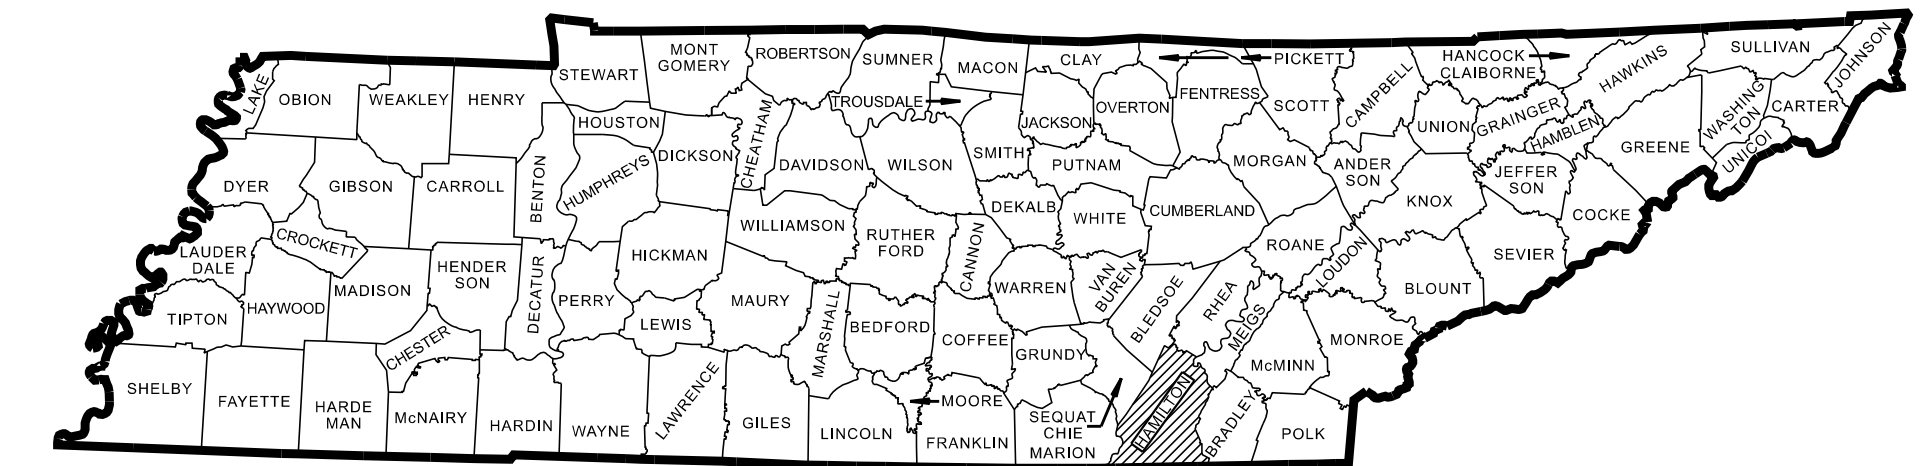 LAKE
OBION
WEAKLEY
HENRY
STEWART
MONT
GOMERY
ROBERTSON
SUMNER
MACON
CLAY
PICKETT
HANCOCK
CLAIBORNE
HAWKINS
SULLIVAN
JOHNSON
TROUSDALE
HOUSTON
CHEATHAM
JACKSON
OVERTON
FENTRESS
SCOTT
CAMPBELL
UNION
GRAINGER
HAMBLEN
WASHING
TON
CARTER
UNICOI
GREENE
DYER
GIBSON
CARROLL
BENTON
HUMPHREYS
DICKSON
DAVIDSON
WILSON
SMITH
PUTNAM
MORGAN
ANDER
SON
JEFFER
SON
KNOX
COCKE
CROCKETT
WILLIAMSON
RUTHER
FORD
CANNON
DEKALB
WHITE
CUMBERLAND
ROANE
LOUDON
SEVIER
BLOUNT
LAUDER
DALE
HAYWOOD
MADISON
HENDER
SON
DECATUR
PERRY
HICKMAN
MAURY
LEWIS
MARSHALL
BEDFORD
WARREN
VAN
BUREN
BLEDSOE
RHEA
MEIGS
TIPTON
CHESTER
COFFEE
GRUNDY
McMINN
MONROE
SHELBY
FAYETTE
HARDE
MAN
McNAIRY
HARDIN
WAYNE
LAWRENCE
GILES
LINCOLN
MOORE
FRANKLIN
SEQUAT
CHIE
MARION
HAMILTON
BRADLEY
POLK